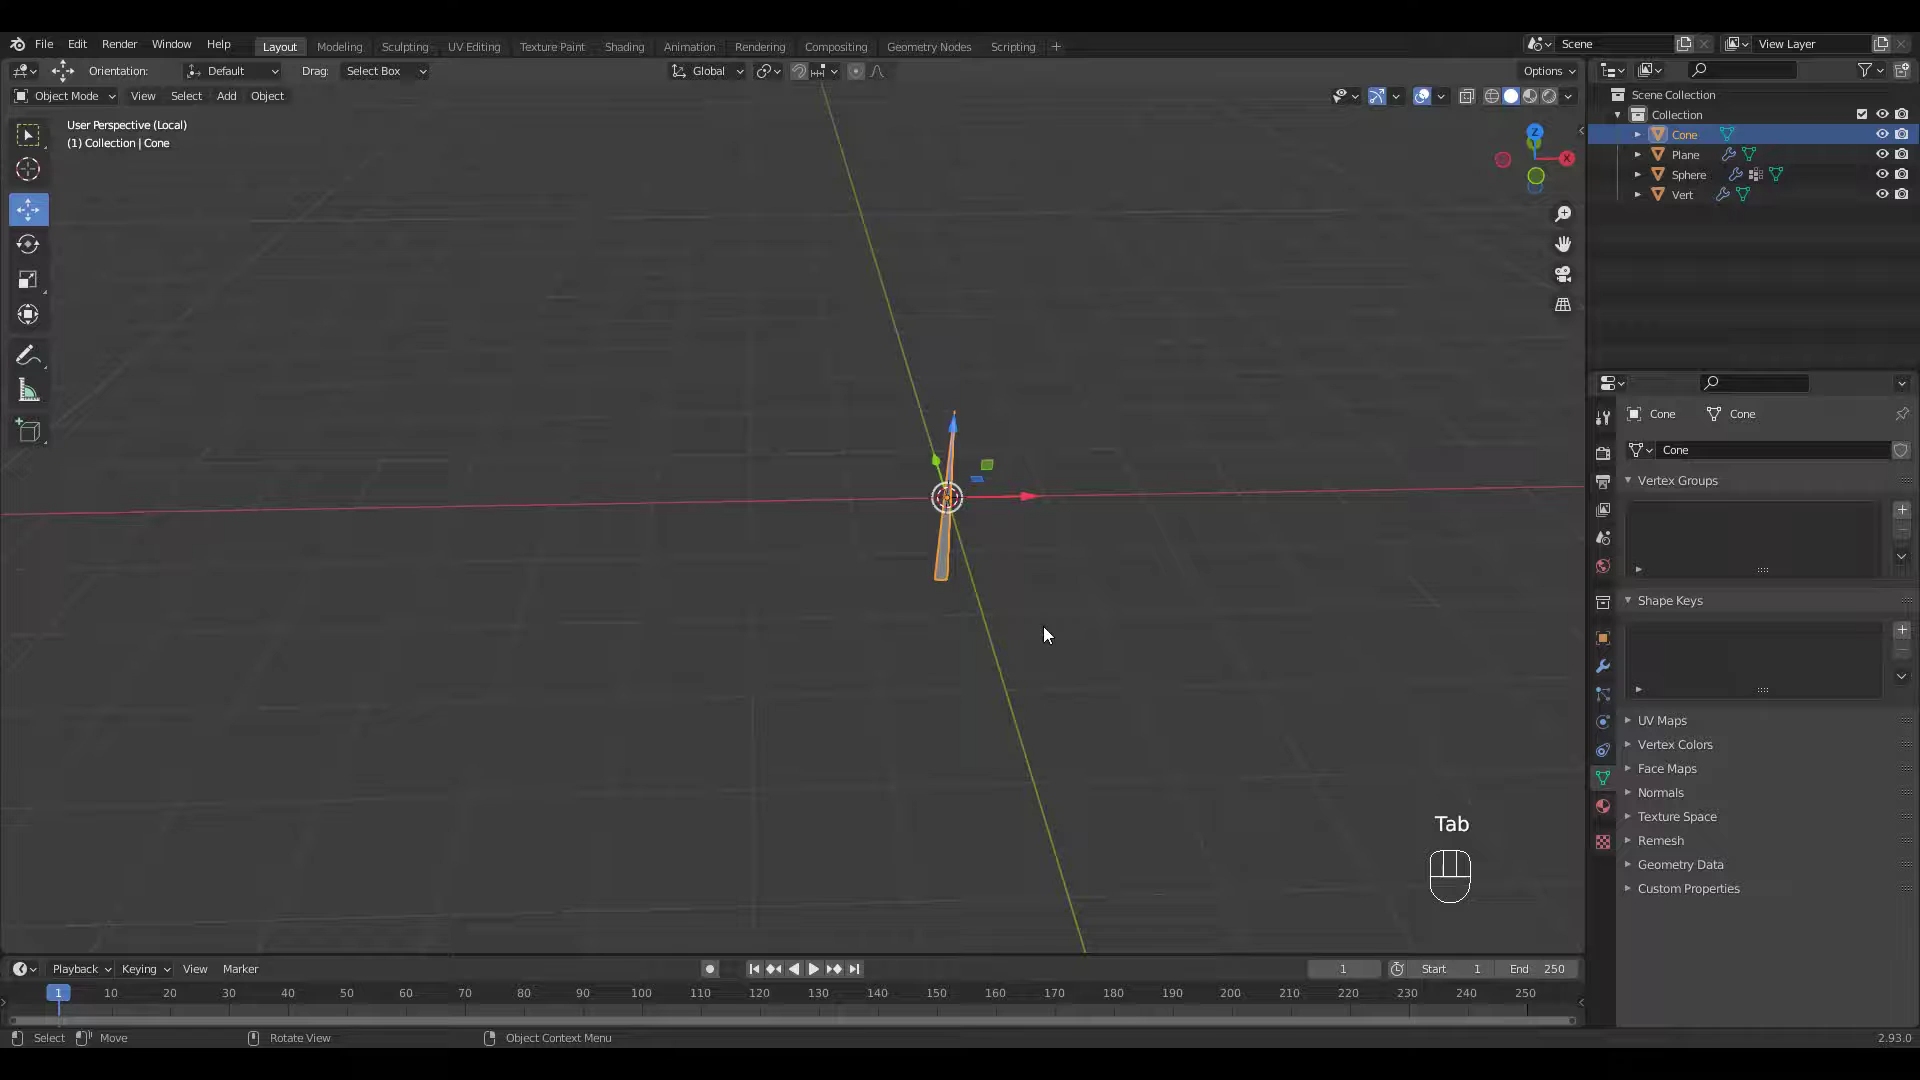 File Edit Render Window Help Layout Modeling Sculpting UV Editing Texture Paint Shading Animation Rendering Compositing Geometry Nodes Scripting + Scene View Layer
Orientation: Default Drag: Select Box Global Options
Object Mode View Select Add Object
User Perspective (Local)
(1) Collection | Cone
Z
X
Scene Collection
Collection
Cone
Plane
Sphere
Vert
Cone Cone
Cone
Vertex Groups
Shape Keys
UV Maps
Vertex Colors
Face Maps
Normals
Texture Space
Remesh
Geometry Data
Custom Properties
Tab
Playback Keying View Marker 1 Start 1 End 250
1 10 20 30 40 50 60 70 80 90 100 110 120 130 140 150 160 170 180 190 200 210 220 230 240 250
Select Move Rotate View Object Context Menu 2.93.0